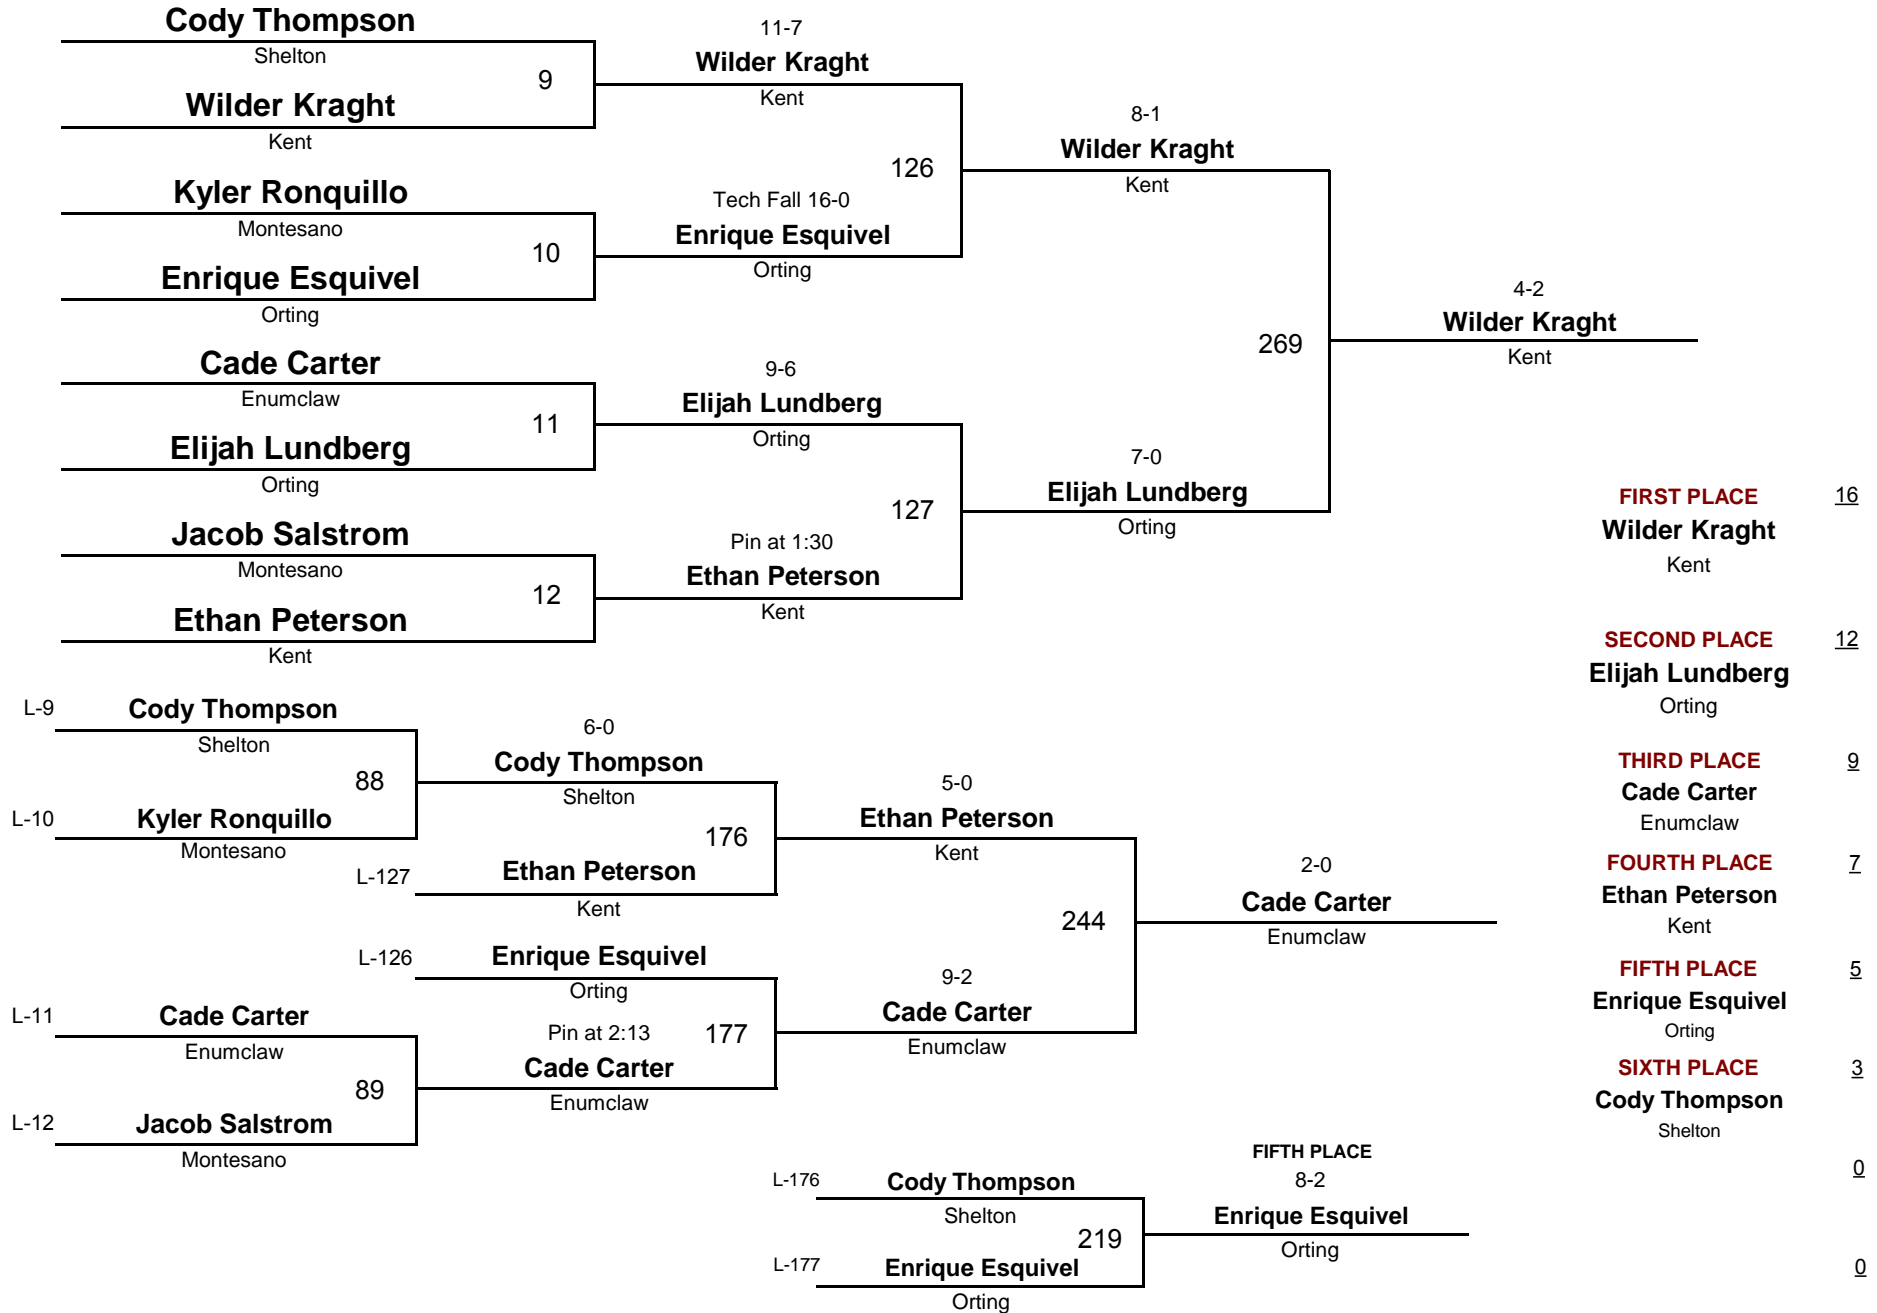 Cody Thompson
Shelton
9
Wilder Kraght
Kent
11-7
Wilder Kraght
Kent
Kyler Ronquillo
Montesano
10
Enrique Esquivel
Orting
Tech Fall 16-0
Enrique Esquivel
Orting
126
8-1
Wilder Kraght
Kent
Cade Carter
Enumclaw
11
Elijah Lundberg
Orting
9-6
Elijah Lundberg
Orting
Jacob Salstrom
Montesano
12
Ethan Peterson
Kent
Pin at 1:30
Ethan Peterson
Kent
127
7-0
Elijah Lundberg
Orting
269
4-2
Wilder Kraght
Kent
FIRST PLACE 16
Wilder Kraght
Kent
SECOND PLACE 12
Elijah Lundberg
Orting
THIRD PLACE 9
Cade Carter
Enumclaw
FOURTH PLACE 7
Ethan Peterson
Kent
FIFTH PLACE 5
Enrique Esquivel
Orting
SIXTH PLACE 3
Cody Thompson
Shelton
0
0
L-9 Cody Thompson
Shelton
88
L-10 Kyler Ronquillo
Montesano
6-0
Cody Thompson
Shelton
176
L-127 Ethan Peterson
Kent
5-0
Ethan Peterson
Kent
L-126 Enrique Esquivel
Orting
177
L-11 Cade Carter
Enumclaw
89
L-12 Jacob Salstrom
Montesano
Pin at 2:13
Cade Carter
Enumclaw
9-2
Cade Carter
Enumclaw
244
2-0
Cade Carter
Enumclaw
L-176 Cody Thompson
Shelton
219
L-177 Enrique Esquivel
Orting
FIFTH PLACE
8-2
Enrique Esquivel
Orting